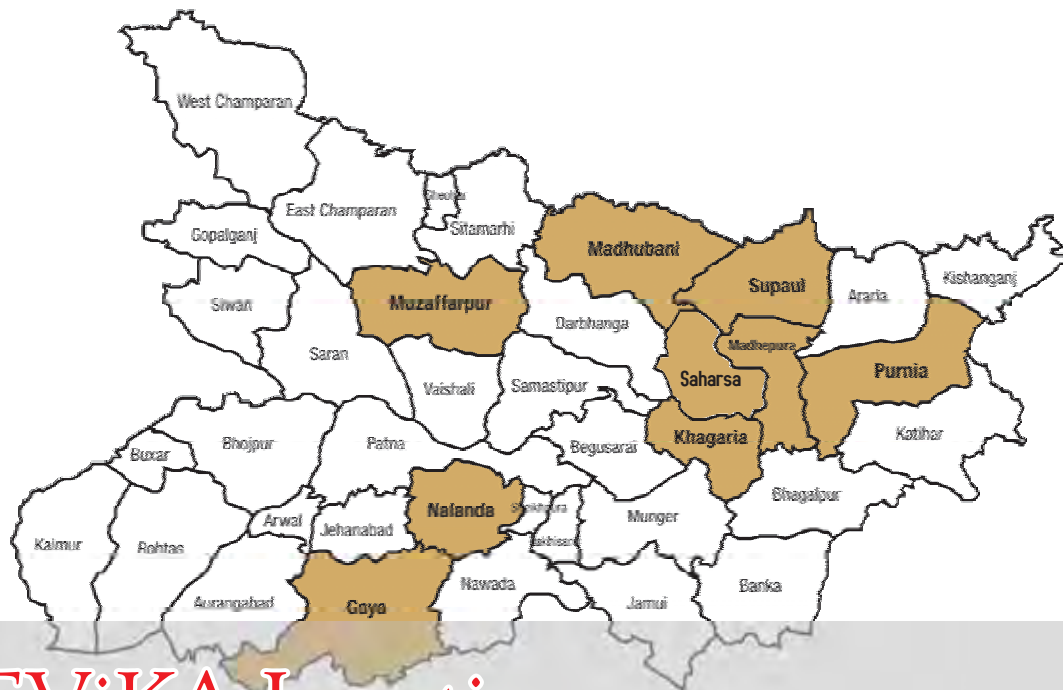 West Champaran
East Champaran
Sheohar
Sitamarhi
Gopalganj
Madhubani
Supaul
Araria
Kishanganj
Siwan
Muzaffarpur
Darbhanga
Madhepura
Saran
Vaishali
Samastipur
Saharsa
Purnia
Khagaria
Katihar
Buxar
Bhojpur
Patna
Begusarai
Bhagalpur
Kaimur
Rohtas
Arwal
Jehanabad
Nalanda
Sheikhpura
Lakhisarai
Munger
Aurangabad
Gaya
Nawada
Jamui
Banka